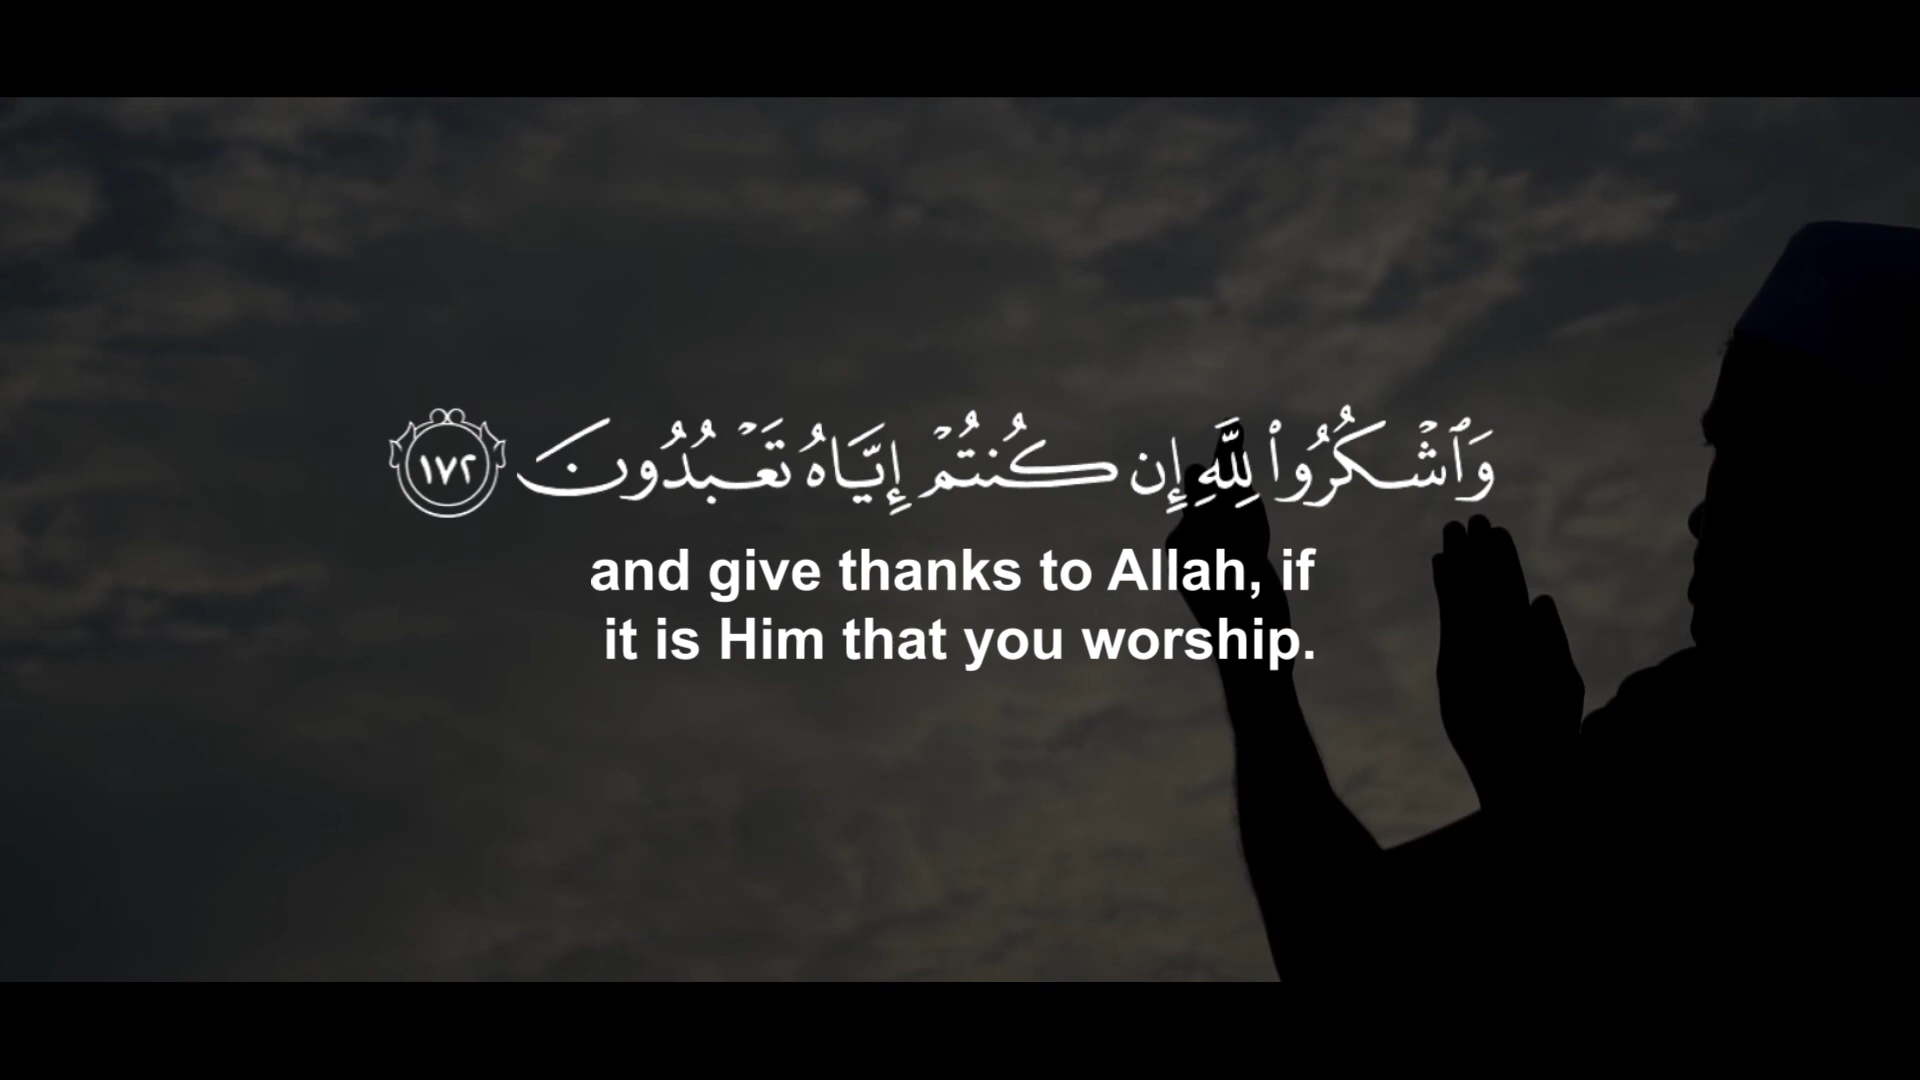 وَٱشۡكُرُواْ لِلَّهِ إِن كُنتُمۡ إِيَّاهُ تَعۡبُدُونَ ١٧٢
and give thanks to Allah, if
it is Him that you worship.